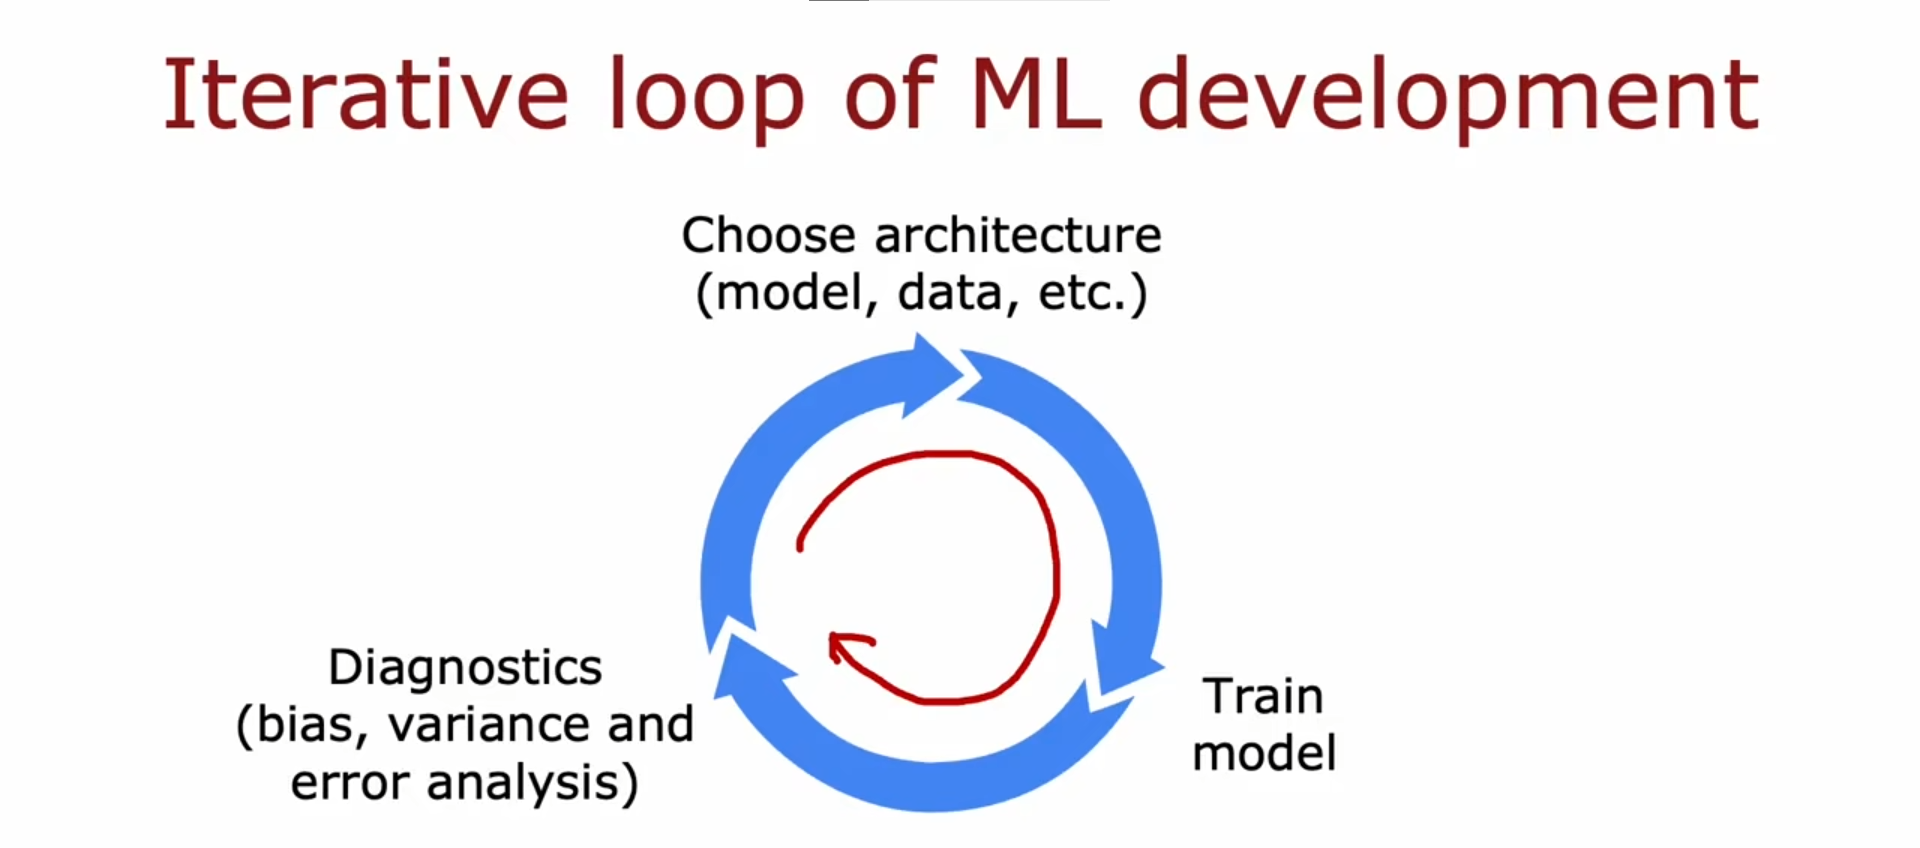 Iterative loop of ML development
Choose architecture
(model, data, etc.)
Train
model
Diagnostics
(bias, variance and
error analysis)